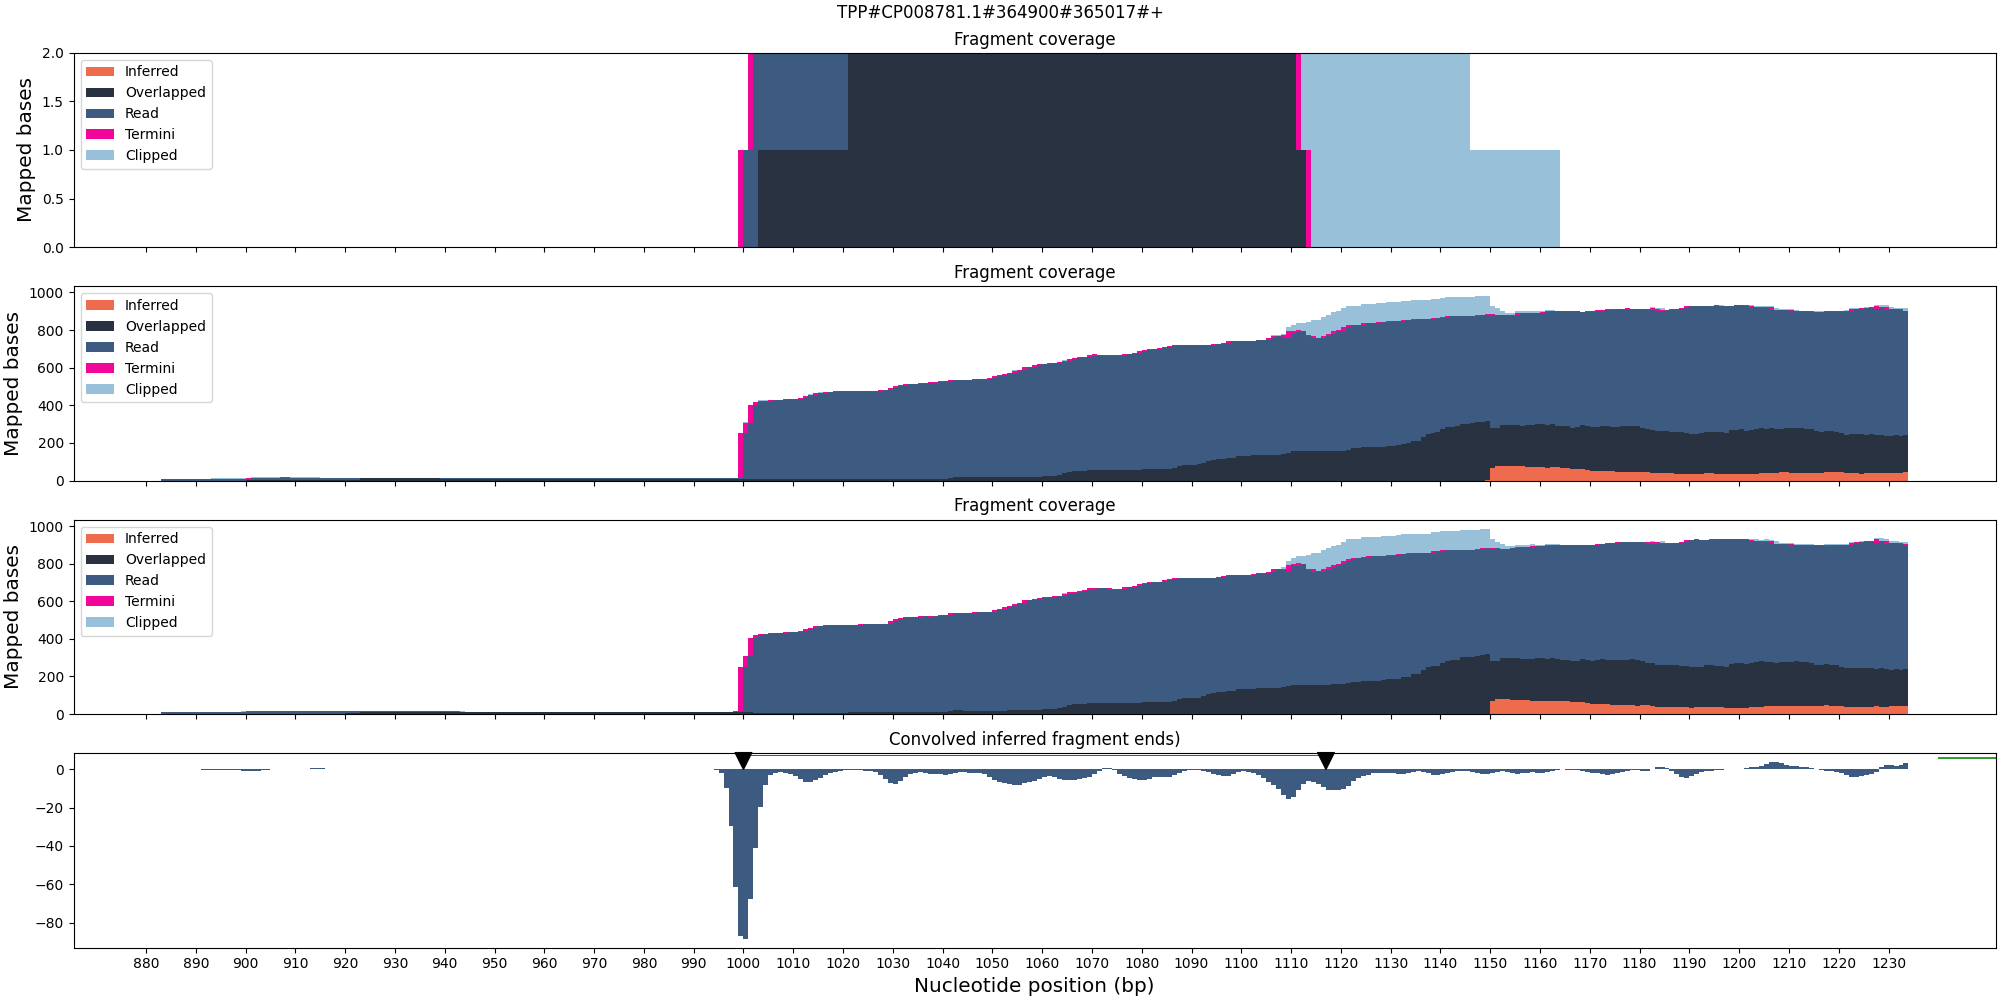 TPP#CP008781.1#364900#365017#+
Fragment coverage
Mapped bases
2.0
1.5
1.0
0.5
0.0
Inferred
Overlapped
Read
Termini
Clipped
Fragment coverage
Mapped bases
1000
800
600
400
200
0
Inferred
Overlapped
Read
Termini
Clipped
Fragment coverage
Mapped bases
1000
800
600
400
200
0
Inferred
Overlapped
Read
Termini
Clipped
Convolved inferred fragment ends)
0
−20
−40
−60
−80
880 890 900 910 920 930 940 950 960 970 980 990 1000 1010 1020 1030 1040 1050 1060 1070 1080 1090 1100 1110 1120 1130 1140 1150 1160 1170 1180 1190 1200 1210 1220 1230
Nucleotide position (bp)